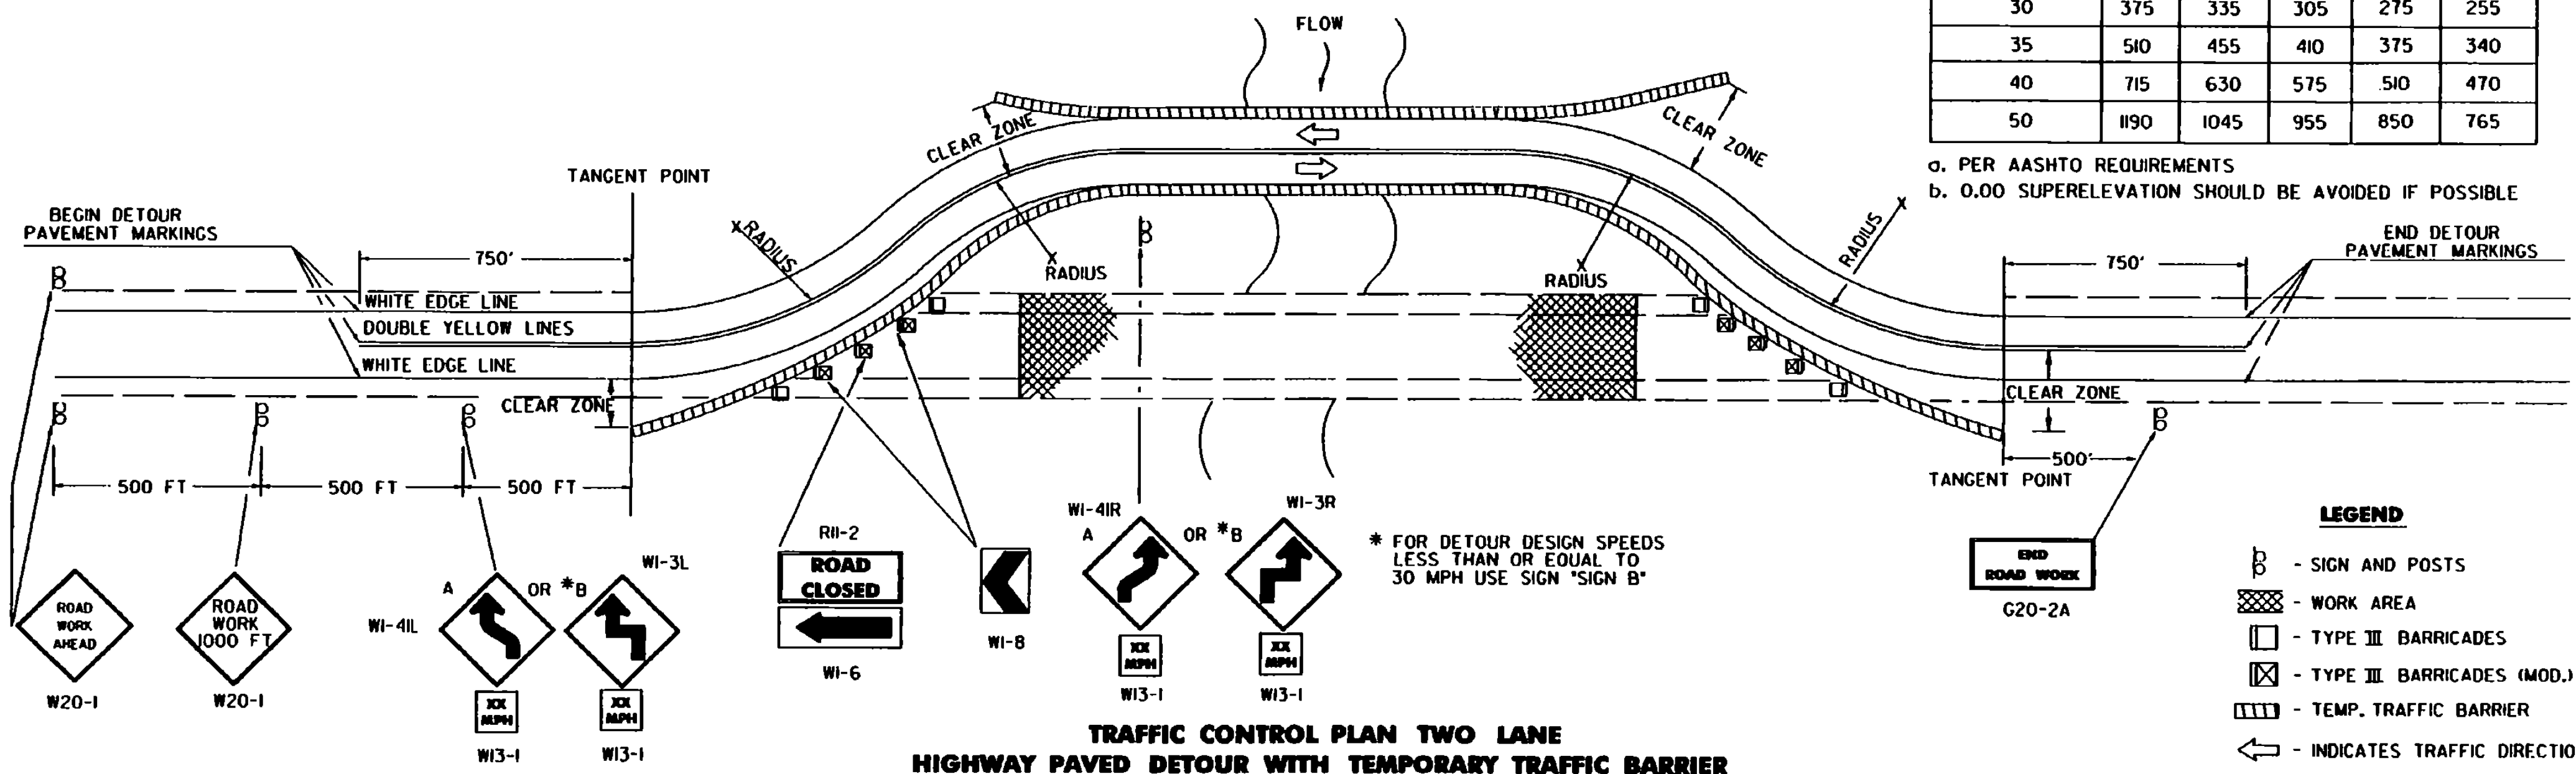 30 375 335 305 275 255
35 510 455 410 375 340
40 715 630 575 510 470
50 1190 1045 955 850 765
a. PER AASHTO REQUIREMENTS
b. 0.00 SUPERELEVATION SHOULD BE AVOIDED IF POSSIBLE
FLOW
CLEAR ZONE
CLEAR ZONE
TANGENT POINT
BEGIN DETOUR
PAVEMENT MARKINGS
750'
X RADIUS
X
RADIUS
X
RADIUS
RADIUS X
END DETOUR
PAVEMENT MARKINGS
750'
WHITE EDGE LINE
DOUBLE YELLOW LINES
WHITE EDGE LINE
CLEAR ZONE
CLEAR ZONE
500 FT
500 FT
500 FT
500'
TANGENT POINT
ROAD
WORK
AHEAD
W20-1
ROAD
WORK
1000 FT
W20-1
A OR *B
W1-3L
W1-41L
XX
MPH
W13-1
XX
MPH
W13-1
R11-2
ROAD
CLOSED
W1-6
W1-8
W1-41R
A OR *B
W1-3R
XX
MPH
W13-1
XX
MPH
W13-1
* FOR DETOUR DESIGN SPEEDS
LESS THAN OR EQUAL TO
30 MPH USE SIGN "SIGN B"
END
ROAD WORK
G20-2A
LEGEND
- SIGN AND POSTS
- WORK AREA
- TYPE III BARRICADES
- TYPE III BARRICADES (MOD.)
- TEMP. TRAFFIC BARRIER
- INDICATES TRAFFIC DIRECTIO
TRAFFIC CONTROL PLAN TWO LANE
HIGHWAY PAVED DETOUR WITH TEMPORARY TRAFFIC BARRIER